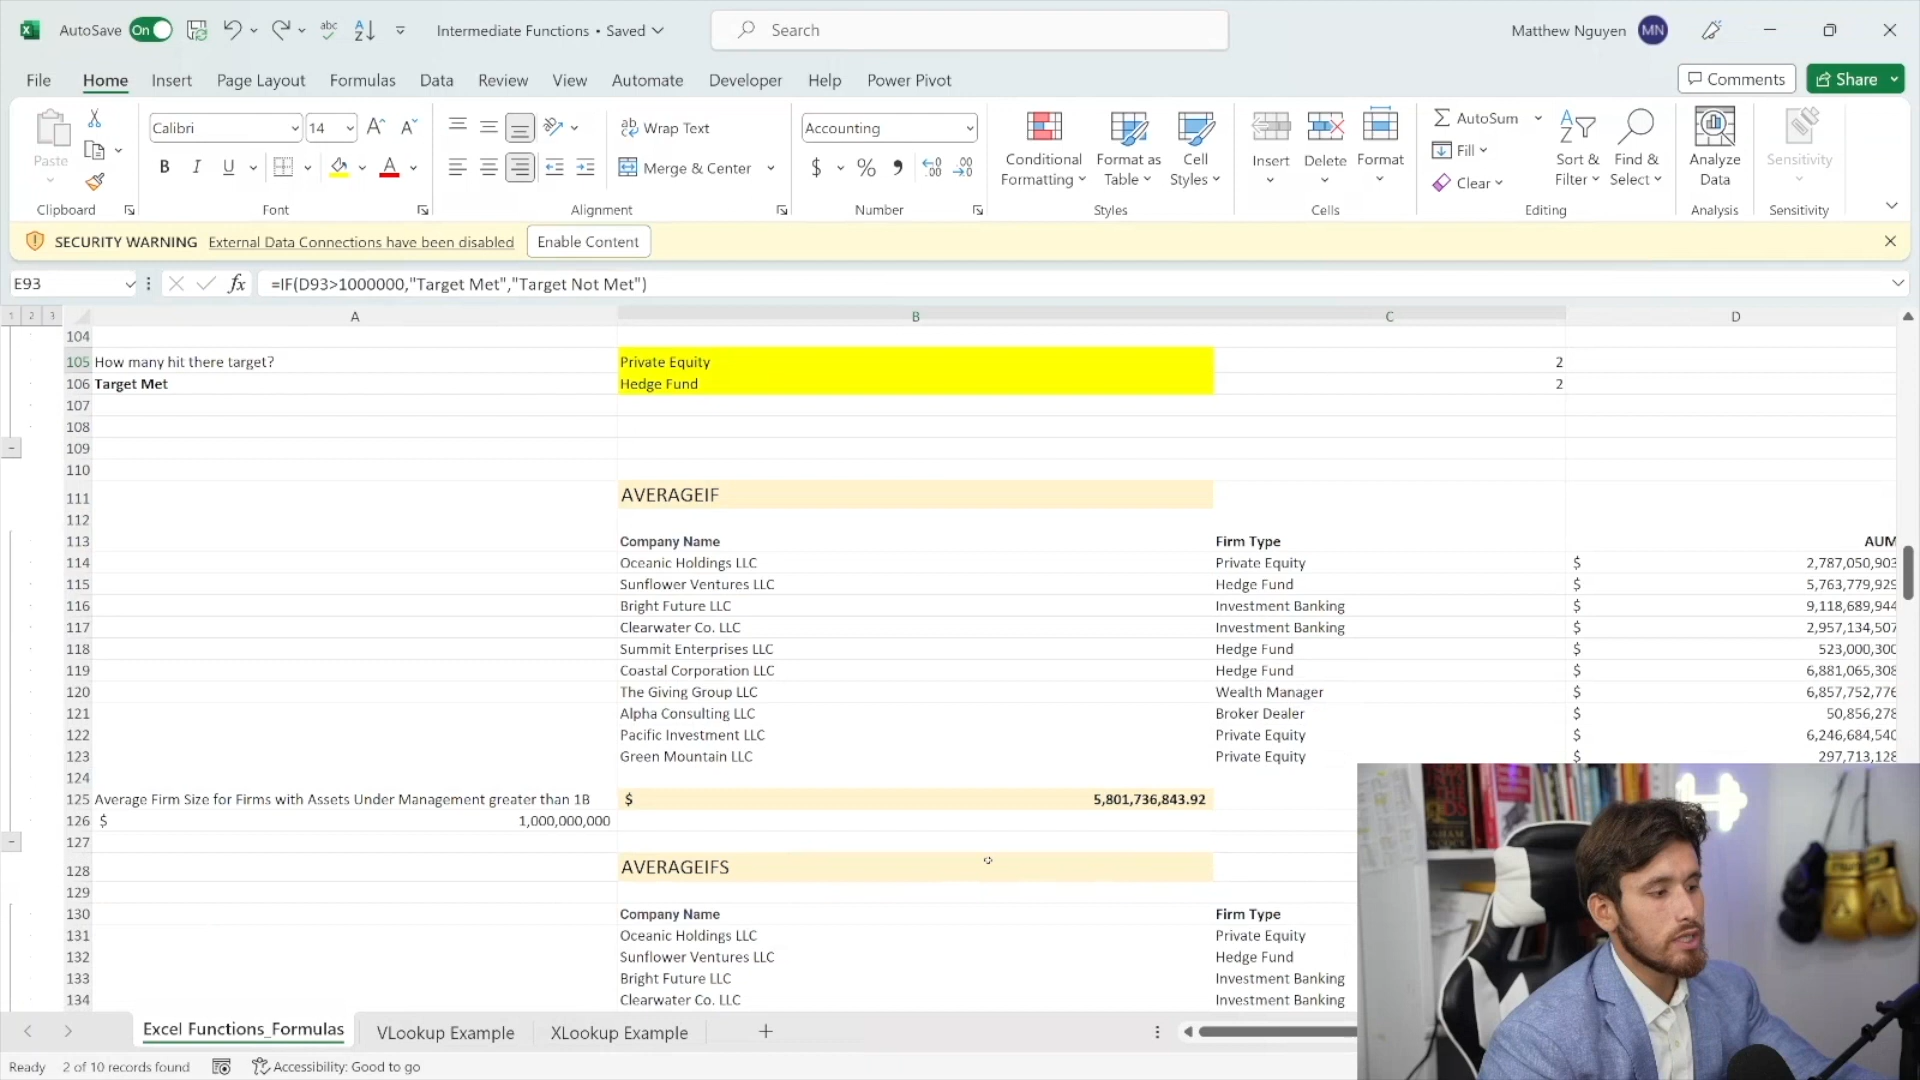 AutoSave On Intermediate Functions • Saved Search Matthew Nguyen MN
File Home Insert Page Layout Formulas Data Review View Automate Developer Help Power Pivot Comments Share
Paste Calibri 14 Wrap Text Accounting Conditional Formatting Format as Table Cell Styles Insert Delete Format AutoSum Fill Clear Sort & Filter Find & Select Analyze Data Sensitivity
B I U Merge & Center $ %
Clipboard Font Alignment Number Styles Cells Editing Analysis Sensitivity
SECURITY WARNING External Data Connections have been disabled Enable Content
E93 fx =IF(D93>1000000,"Target Met","Target Not Met")
1 2 3 A B C D
104
105 How many hit there target? Private Equity 2
106 Target Met Hedge Fund 2
107
108
109
110
111 AVERAGEIF
112
113 Company Name Firm Type AUM
114 Oceanic Holdings LLC Private Equity $ 2,787,050,903
115 Sunflower Ventures LLC Hedge Fund $ 5,763,779,929
116 Bright Future LLC Investment Banking $ 9,118,689,944
117 Clearwater Co. LLC Investment Banking $ 2,957,134,507
118 Summit Enterprises LLC Hedge Fund $ 523,000,300
119 Coastal Corporation LLC Hedge Fund $ 6,881,065,308
120 The Giving Group LLC Wealth Manager $ 6,857,752,776
121 Alpha Consulting LLC Broker Dealer $ 50,856,278
122 Pacific Investment LLC Private Equity $ 6,246,684,540
123 Green Mountain LLC Private Equity $ 297,713,128
124
125 Average Firm Size for Firms with Assets Under Management greater than 1B $ 5,801,736,843.92
126 $ 1,000,000,000
127
128 AVERAGEIFS
129
130 Company Name Firm Type
131 Oceanic Holdings LLC Private Equity
132 Sunflower Ventures LLC Hedge Fund
133 Bright Future LLC Investment Banking
134 Clearwater Co. LLC Investment Banking
Excel Functions_Formulas VLookup Example XLookup Example
Ready 2 of 10 records found Accessibility: Good to go